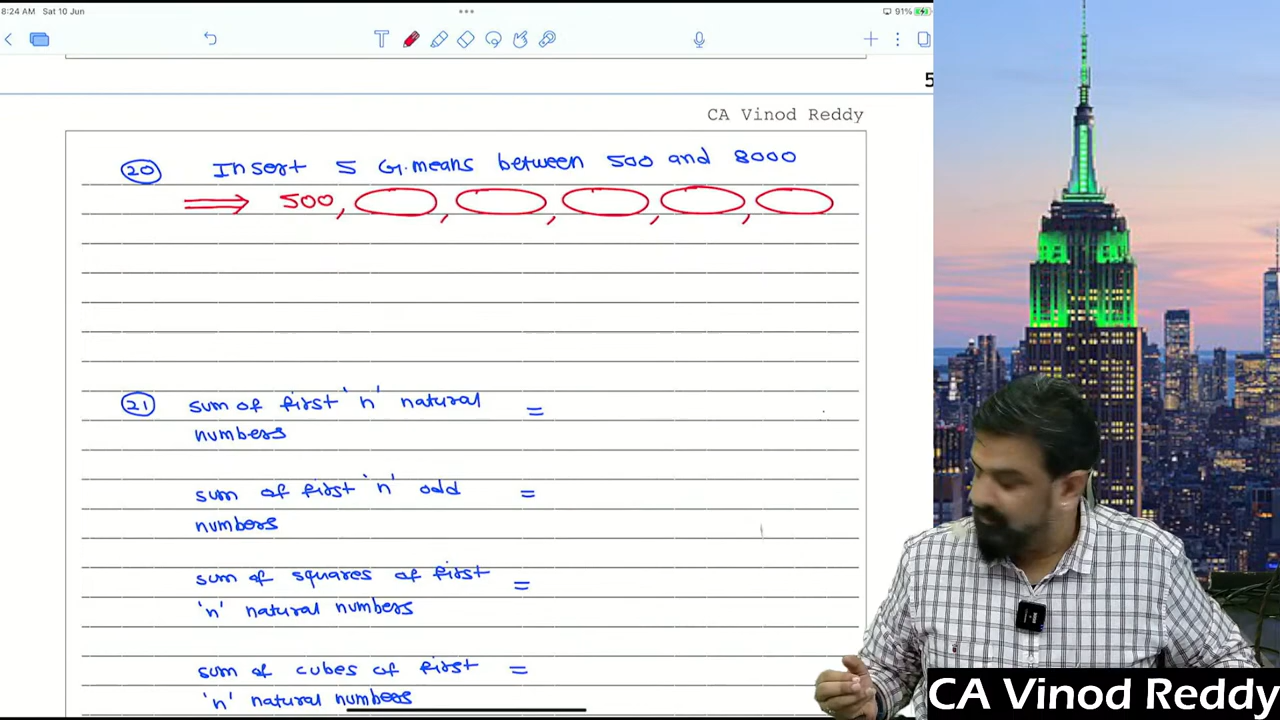 8:24 AM Sat 10 Jun
91%
5
CA Vinod Reddy
20 Insert 5 G.means between 500 and 8000
⟹ 500, , , , ,
21 sum of first 'n' natural =
numbers
sum of first 'n' odd =
numbers
sum of squares of first =
'n' natural numbers
sum of cubes of first =
'n' natural numbers
CA Vinod Reddy